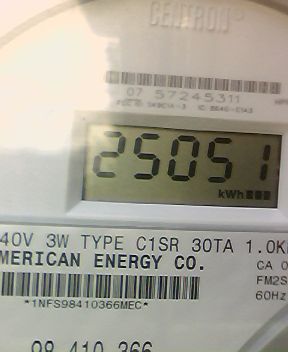 CENTRON®
07 57245311
25051
kWh
40V 3W TYPE C1SR 30TA 1.0K
MERICAN ENERGY CO.
CA 0
FM2S
60Hz
*1NFS98410366MEC*
98 410 366